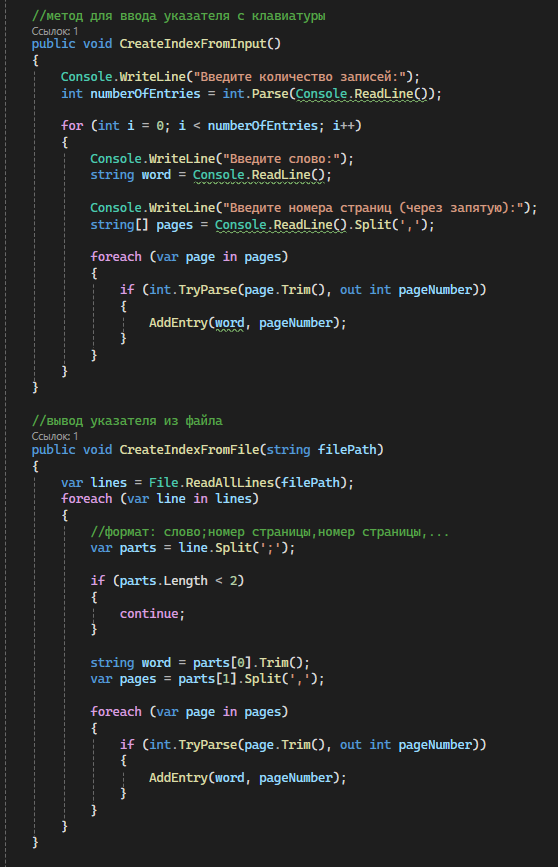 //метод для ввода указателя с клавиатуры
Ссылок: 1
public void CreateIndexFromInput()
{
    Console.WriteLine("Введите количество записей:");
    int numberOfEntries = int.Parse(Console.ReadLine());

    for (int i = 0; i < numberOfEntries; i++)
    {
        Console.WriteLine("Введите слово:");
        string word = Console.ReadLine();

        Console.WriteLine("Введите номера страниц (через запятую):");
        string[] pages = Console.ReadLine().Split(',');

        foreach (var page in pages)
        {
            if (int.TryParse(page.Trim(), out int pageNumber))
            {
                AddEntry(word, pageNumber);
            }
        }
    }
}

//вывод указателя из файла
Ссылок: 1
public void CreateIndexFromFile(string filePath)
{
    var lines = File.ReadAllLines(filePath);
    foreach (var line in lines)
    {
        //формат: слово;номер страницы,номер страницы,...
        var parts = line.Split(';');

        if (parts.Length < 2)
        {
            continue;
        }

        string word = parts[0].Trim();
        var pages = parts[1].Split(',');

        foreach (var page in pages)
        {
            if (int.TryParse(page.Trim(), out int pageNumber))
            {
                AddEntry(word, pageNumber);
            }
        }
    }
}